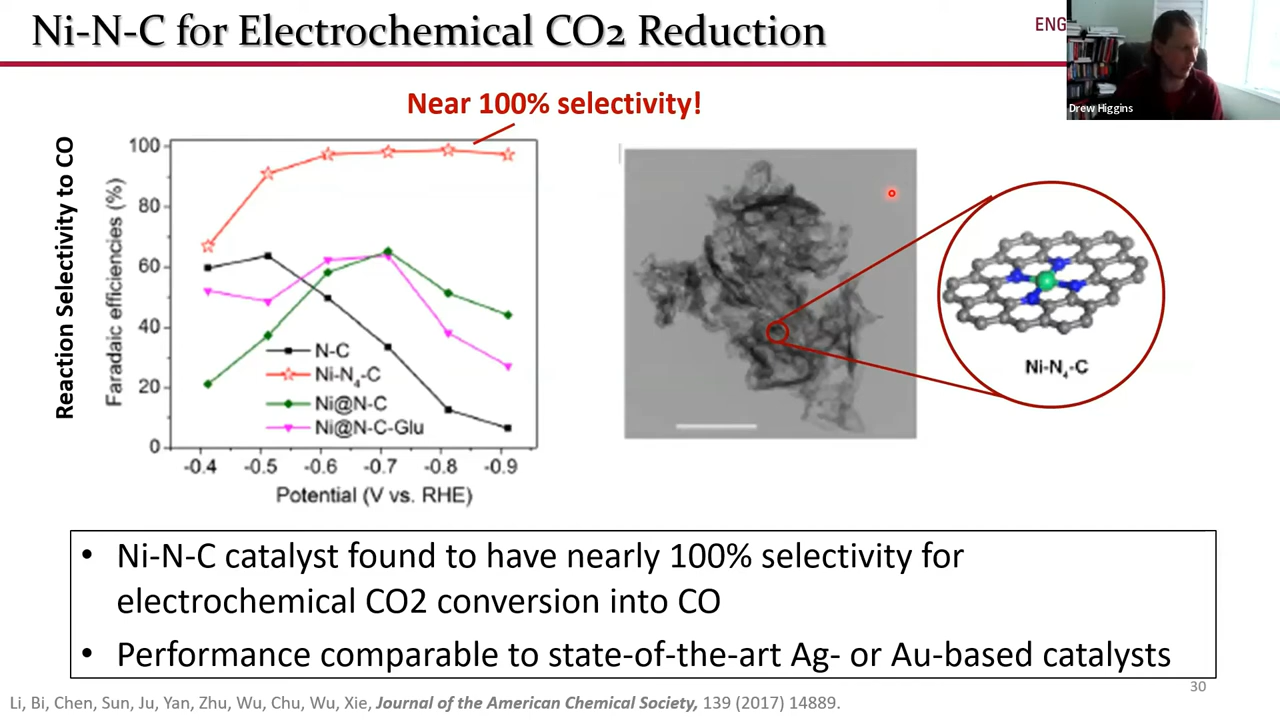 Ni-N-C for Electrochemical CO2 Reduction
ENG
Drew Higgins
Near 100% selectivity!
Reaction Selectivity to CO
Faradaic efficiencies (%)
100
80
60
40
20
0
N-C
Ni-N4-C
Ni@N-C
Ni@N-C-Glu
-0.4 -0.5 -0.6 -0.7 -0.8 -0.9
Potential (V vs. RHE)
Ni-N4-C
• Ni-N-C catalyst found to have nearly 100% selectivity for
electrochemical CO2 conversion into CO
• Performance comparable to state-of-the-art Ag- or Au-based catalysts
30
Li, Bi, Chen, Sun, Ju, Yan, Zhu, Wu, Chu, Wu, Xie, Journal of the American Chemical Society, 139 (2017) 14889.